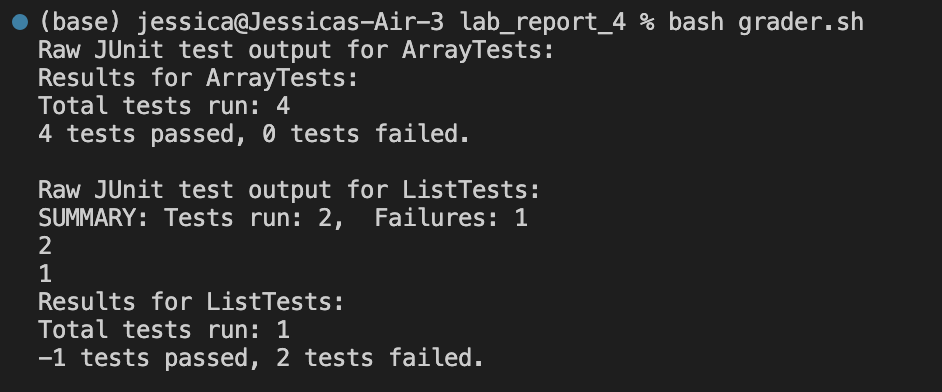 (base) jessica@Jessicas-Air-3 lab_report_4 % bash grader.sh
Raw JUnit test output for ArrayTests:
Results for ArrayTests:
Total tests run: 4
4 tests passed, 0 tests failed.

Raw JUnit test output for ListTests:
SUMMARY: Tests run: 2,  Failures: 1
2
1
Results for ListTests:
Total tests run: 1
-1 tests passed, 2 tests failed.